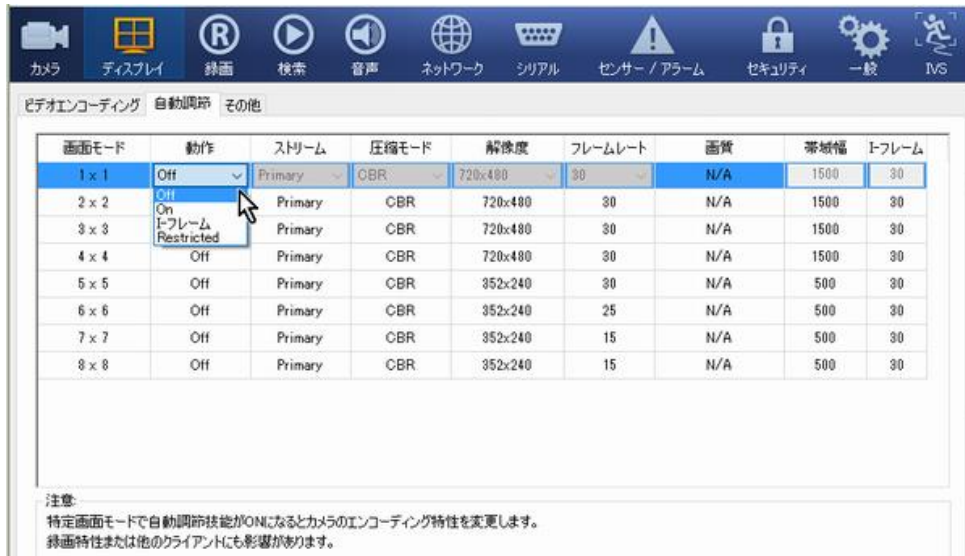 カメラ ディスプレイ 録画 検索 音声 ネットワーク シリアル センサー / アラーム セキュリティ 一般 IVS
ビデオエンコーディング 自動調節 その他
画面モード 動作 ストリーム 圧縮モード 解像度 フレームレート 画質 帯域幅 I-フレーム
1 x 1 Off Primary CBR 720x480 30 N/A 1500 30
Off
On
I-フレーム
Restricted
2 x 2 Primary CBR 720x480 30 N/A 1500 30
3 x 3 Primary CBR 720x480 30 N/A 1500 30
4 x 4 Off Primary CBR 720x480 30 N/A 1500 30
5 x 5 Off Primary CBR 352x240 30 N/A 500 30
6 x 6 Off Primary CBR 352x240 25 N/A 500 30
7 x 7 Off Primary CBR 352x240 15 N/A 500 30
8 x 8 Off Primary CBR 352x240 15 N/A 500 30
注意:
特定画面モードで自動調節技能がONになるとカメラのエンコーディング特性を変更します。
録画特性または他のクライアントにも影響があります。